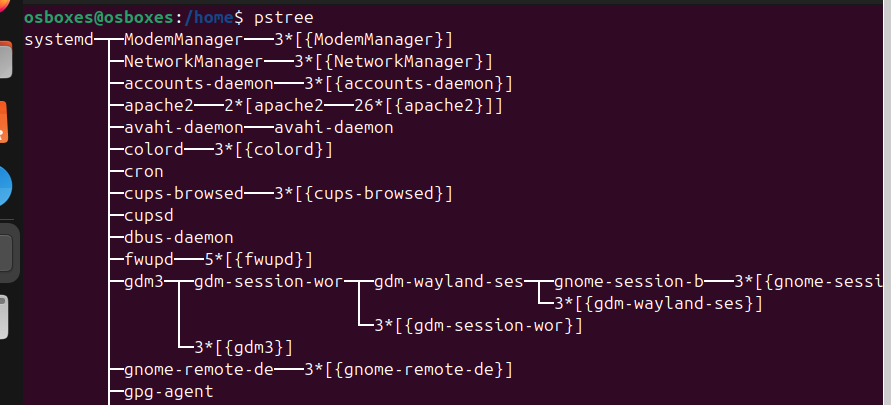 osboxes@osboxes:/home$ pstree
systemd─┬─ModemManager───3*[{ModemManager}]
        ├─NetworkManager───3*[{NetworkManager}]
        ├─accounts-daemon───3*[{accounts-daemon}]
        ├─apache2───2*[apache2───26*[{apache2}]]
        ├─avahi-daemon───avahi-daemon
        ├─colord───3*[{colord}]
        ├─cron
        ├─cups-browsed───3*[{cups-browsed}]
        ├─cupsd
        ├─dbus-daemon
        ├─fwupd───5*[{fwupd}]
        ├─gdm3─┬─gdm-session-wor─┬─gdm-wayland-ses─┬─gnome-session-b───3*[{gnome-sessi
        │      │                 │                 └─3*[{gdm-wayland-ses}]
        │      │                 └─3*[{gdm-session-wor}]
        │      └─3*[{gdm3}]
        ├─gnome-remote-de───3*[{gnome-remote-de}]
        ├─gpg-agent